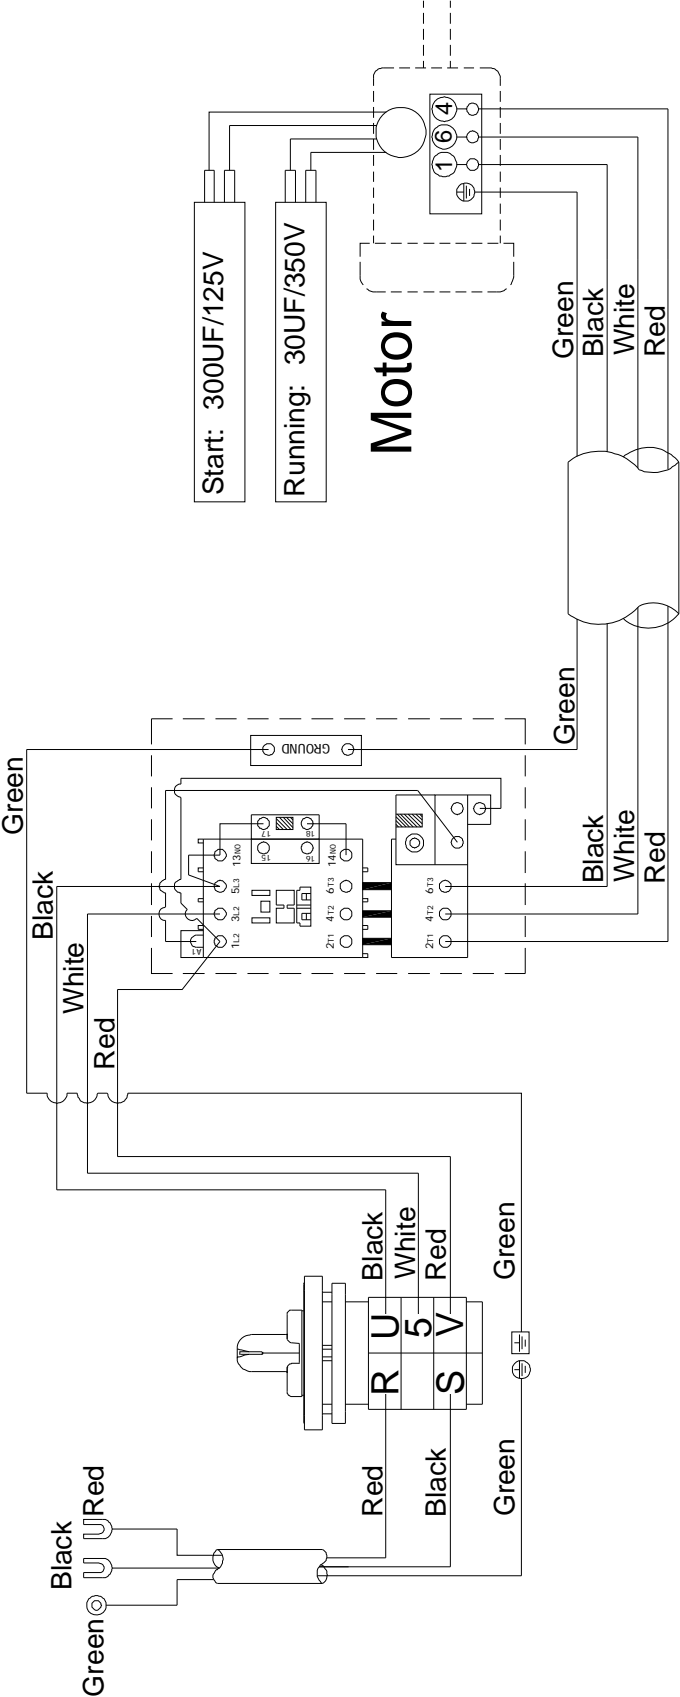 Start: 300UF/125V
Running: 30UF/350V
Motor
4
6
1
Green
Black
White
Red
Green
Black
White
Red
Green
Black
White
Red
GROUND
17
18
15
16
13NO
14NO
5L3
3L2
1L2
A1
6T3
4T2
2T1
6T3
4T2
2T1
Black
White
Red
Green
U
5
V
R
S
Red
Black
Green
Red
Black
Green